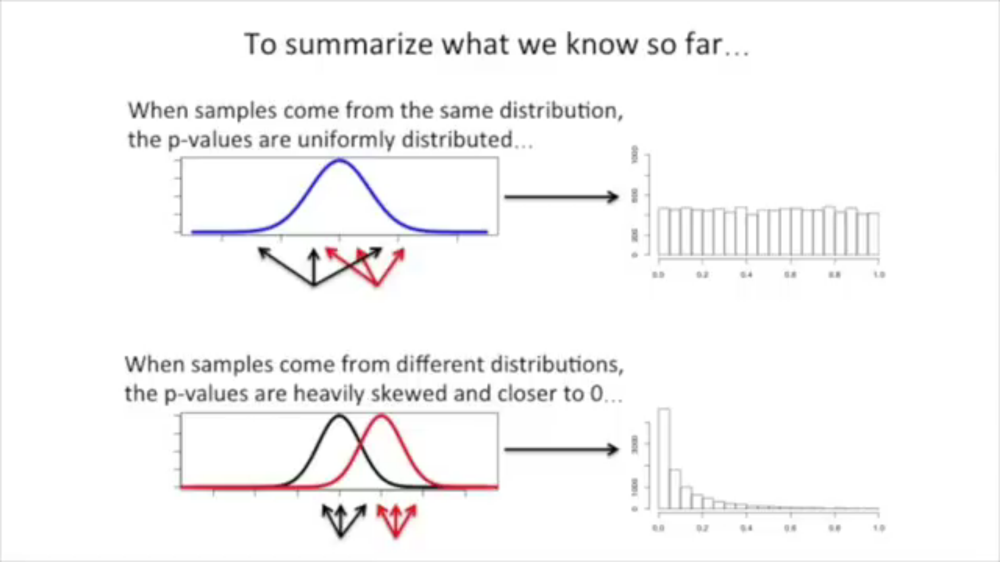 To summarize what we know so far...
When samples come from the same distribution,
the p-values are uniformly distributed...
1000
200
0
0.0 0.2 0.4 0.6 0.8 1.0
When samples come from different distributions,
the p-values are heavily skewed and closer to 0...
3000
1000
0
0.0 0.2 0.4 0.6 0.8 1.0